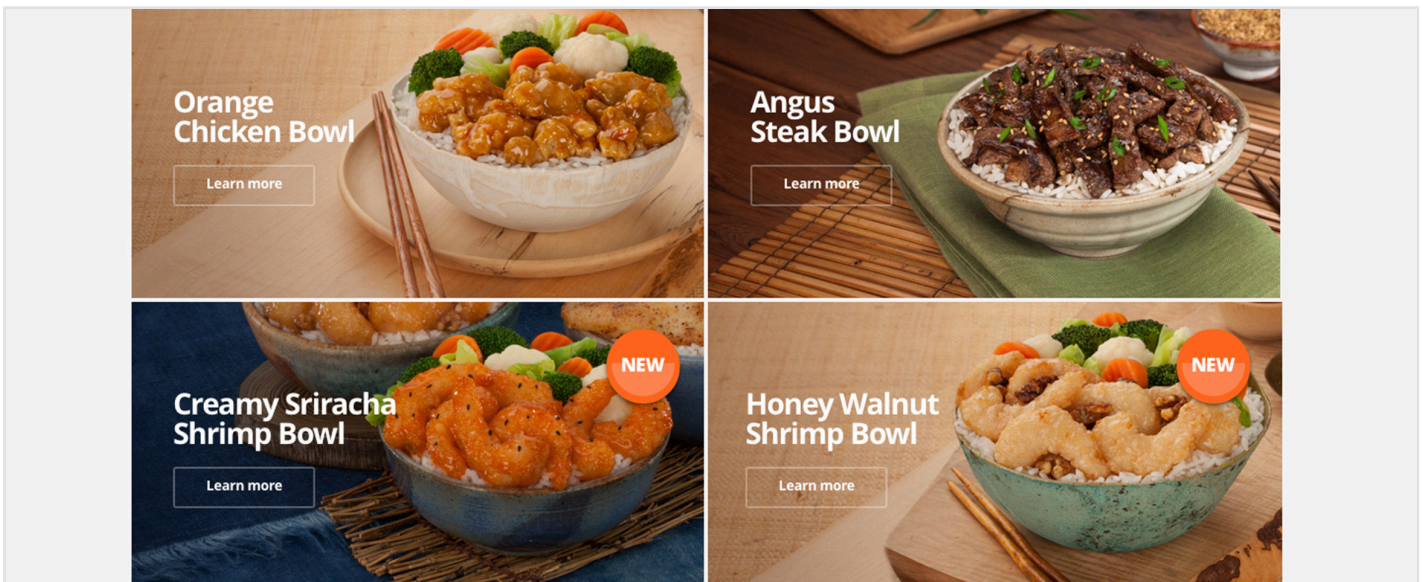 Orange
Chicken Bowl
Learn more
Angus
Steak Bowl
Learn more
Creamy Sriracha
Shrimp Bowl
Learn more
NEW
Honey Walnut
Shrimp Bowl
Learn more
NEW